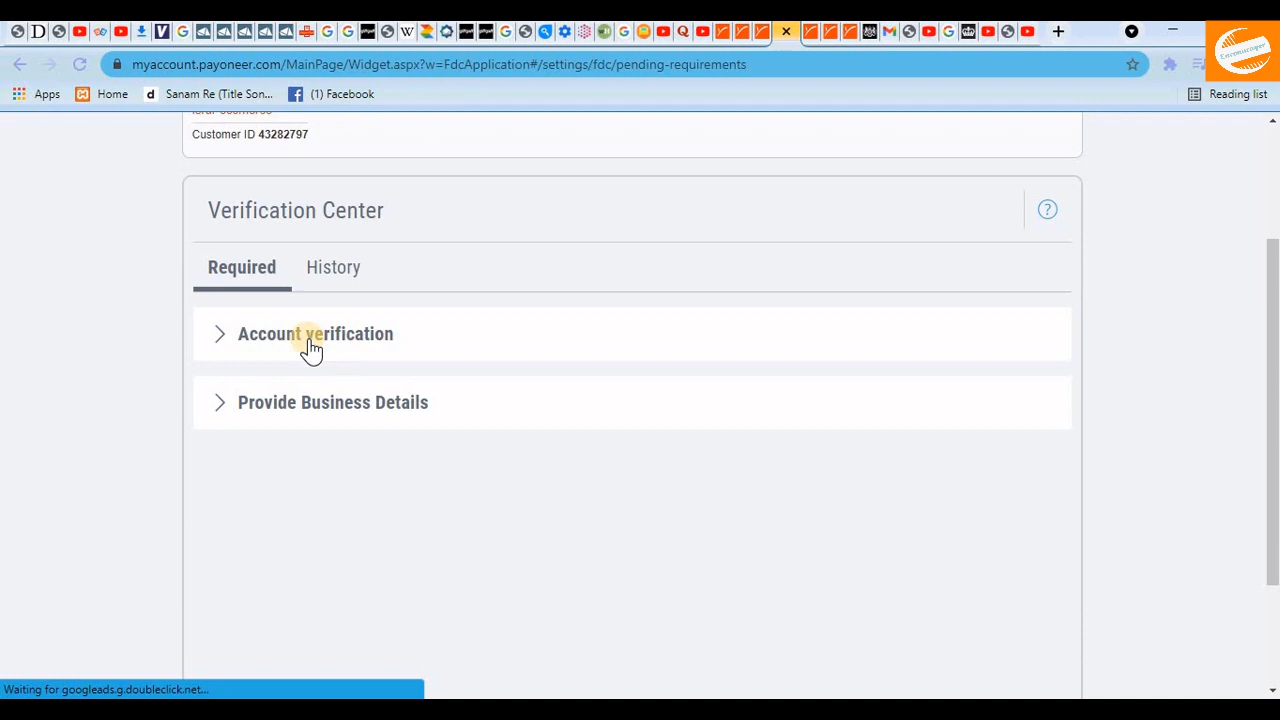 myaccount.payoneer.com/MainPage/Widget.aspx?w=FdcApplication#/settings/fdc/pending-requirements
Apps
Home
d
Sanam Re (Title Son...
(1) Facebook
Reading list
Encomacager
Customer ID 43282797
Verification Center
?
Required
History
Account verification
Provide Business Details
Waiting for googleads.g.doubleclick.net...